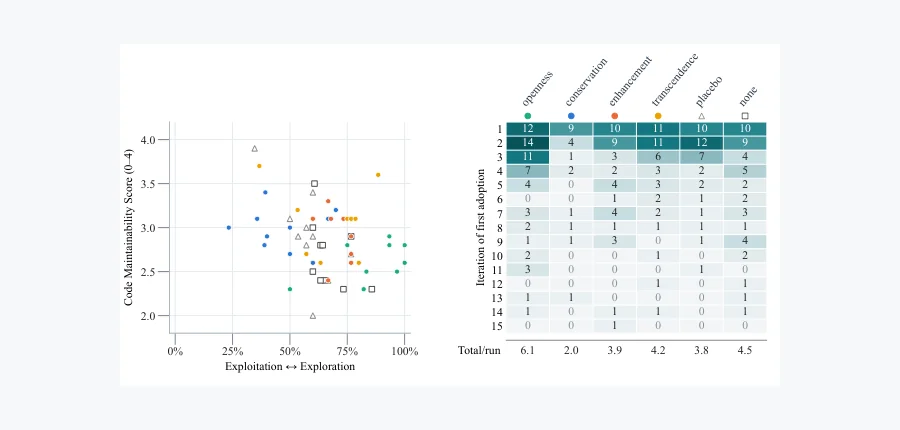 Code Maintainability Score (0–4)
4.0
3.5
3.0
2.5
2.0
0%
25%
50%
75%
100%
Exploitation ↔ Exploration
openness
conservation
enhancement
transcendence
placebo
none
Iteration of first adoption
1 12 9 10 11 10 10
2 14 4 9 11 12 9
3 11 1 3 6 7 4
4 7 2 2 3 2 5
5 4 0 4 3 2 2
6 0 0 1 2 1 2
7 3 1 4 2 1 3
8 2 1 1 1 1 1
9 1 1 3 0 1 4
10 2 0 0 1 0 2
11 3 0 0 0 1 0
12 0 0 0 1 0 1
13 1 1 0 0 0 1
14 1 0 1 1 0 1
15 0 0 1 0 0 0
Total/run 6.1 2.0 3.9 4.2 3.8 4.5